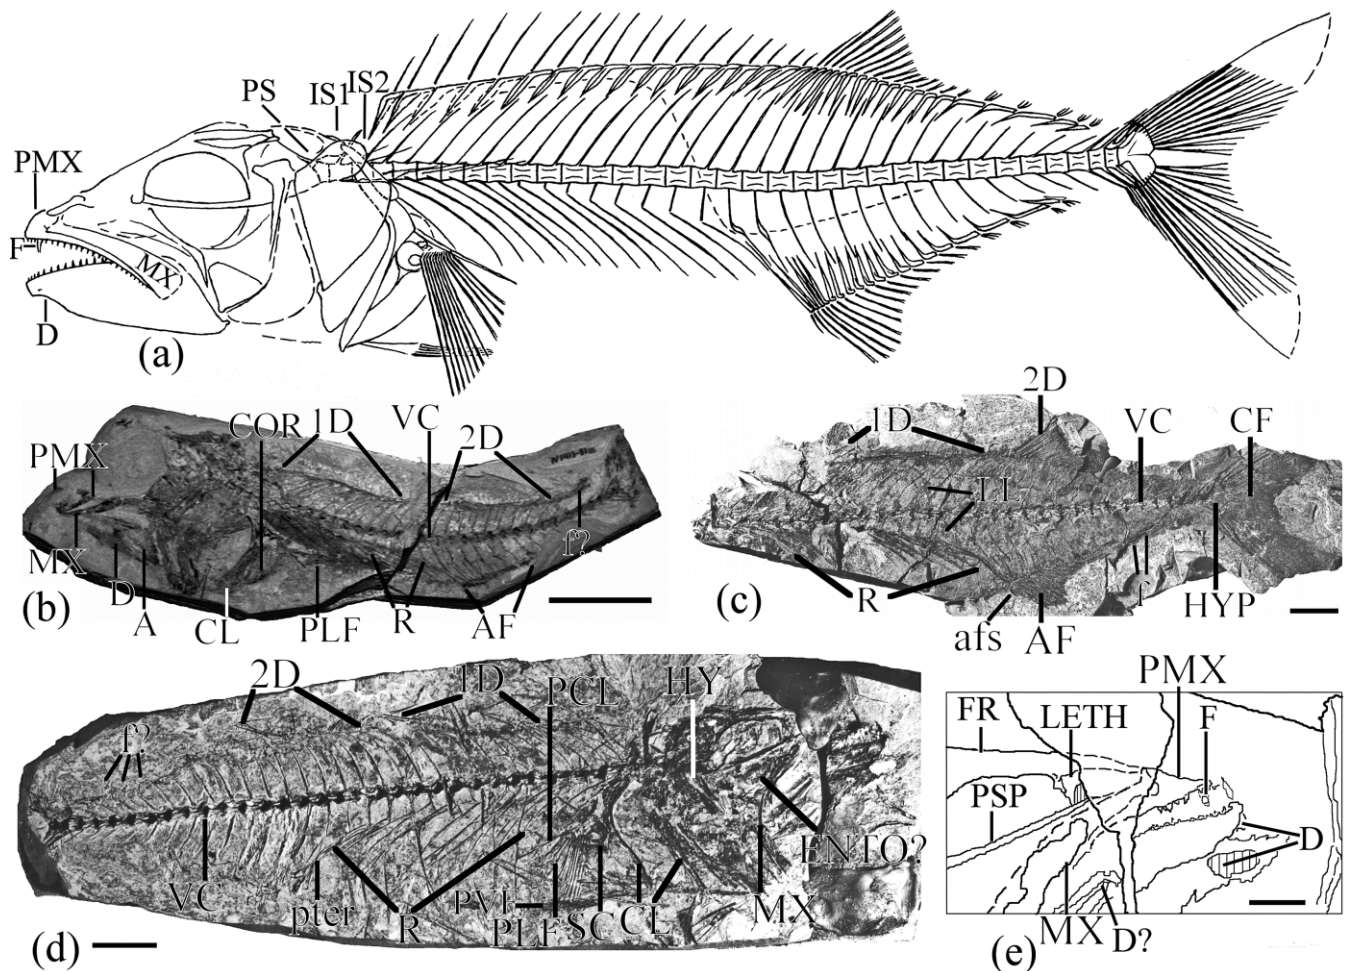 PS
IS1
IS2
PMX
F
MX
D
(a)
COR
1D
VC
2D
PMX
f?
MX
D
A
CL
PLF
R
AF
(b)
2D
1D
VC
CF
LL
R
afs
AF
f
HYP
(c)
2D
1D
PCL
HY
f?
ENTO?
VC
pter
R
PVF
PLF
SC
CL
MX
(d)
PMX
FR
LETH
F
PSP
D
MX
D?
(e)